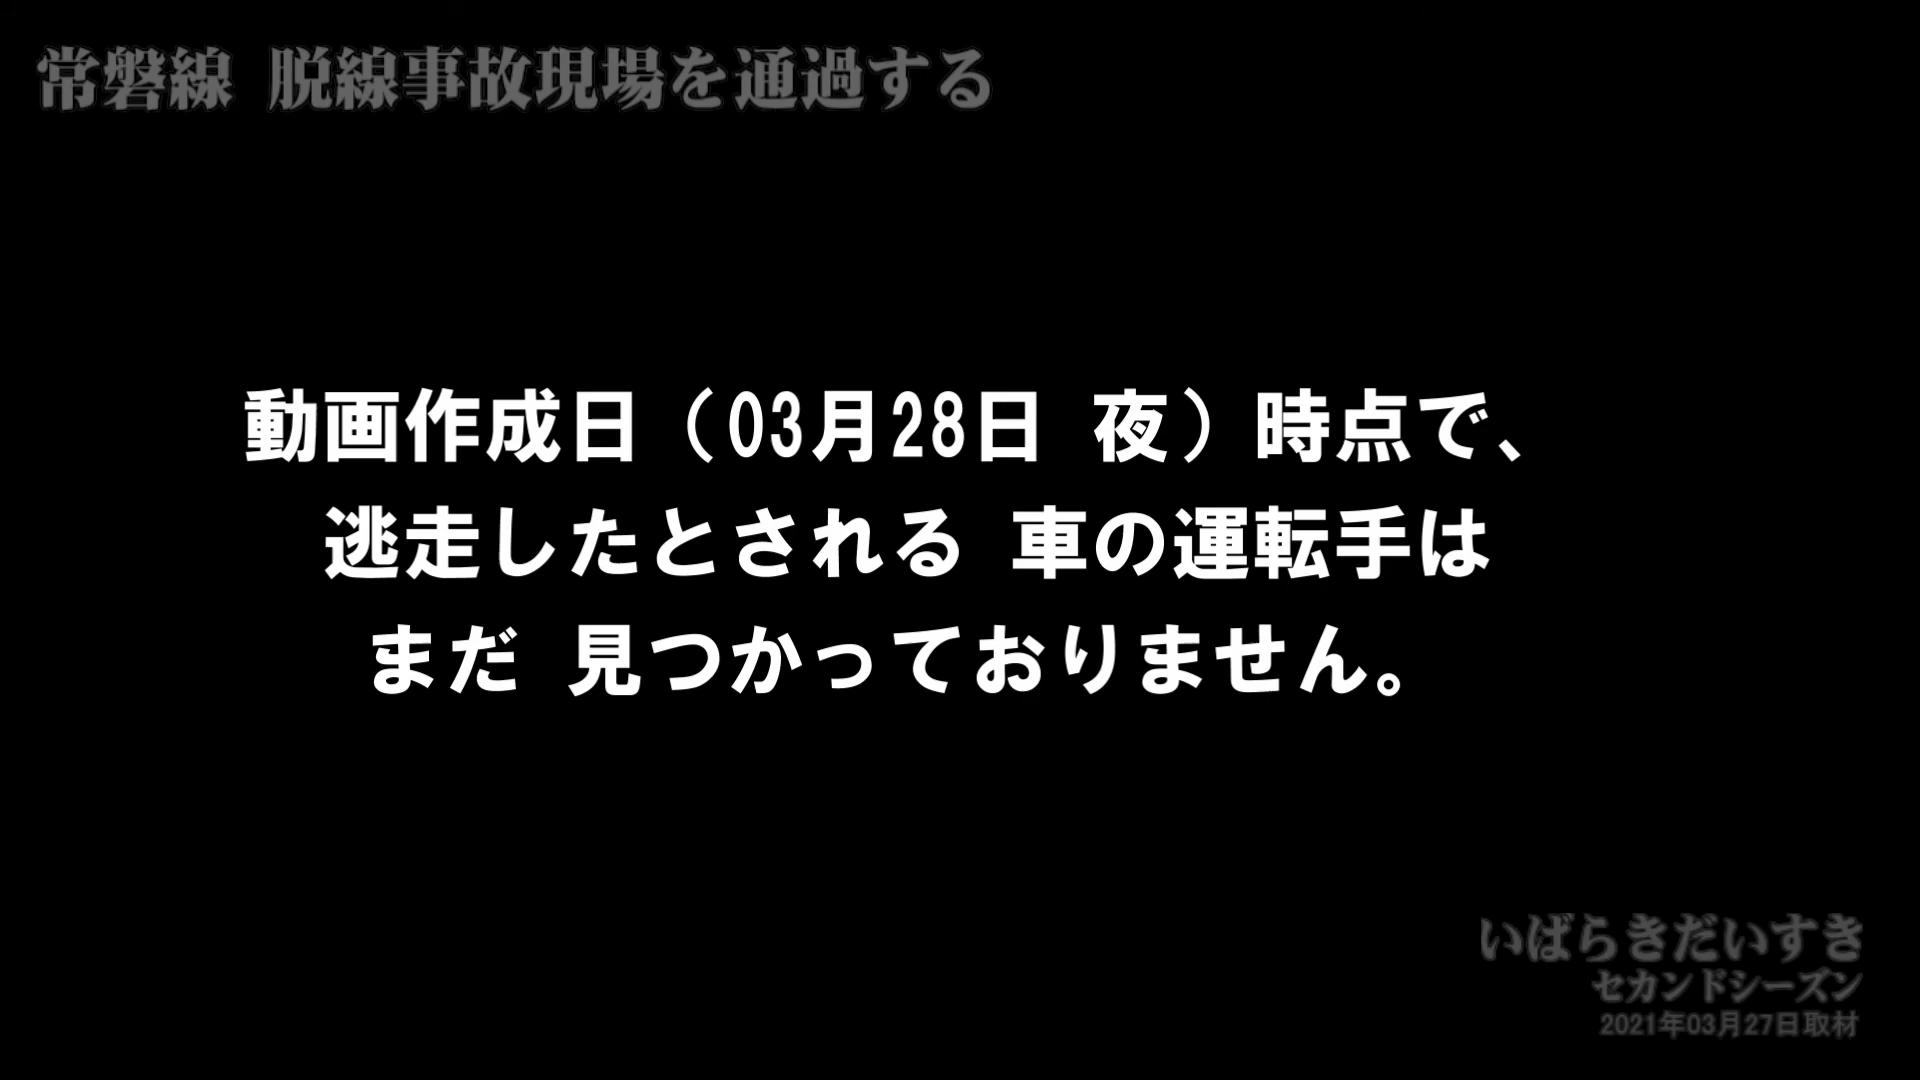 常磐線 脱線事故現場を通過する
動画作成日（03月28日 夜）時点で、
逃走したとされる 車の運転手は
まだ 見つかっておりません。
いばらきだいすき
セカンドシーズン
2021年03月27日取材